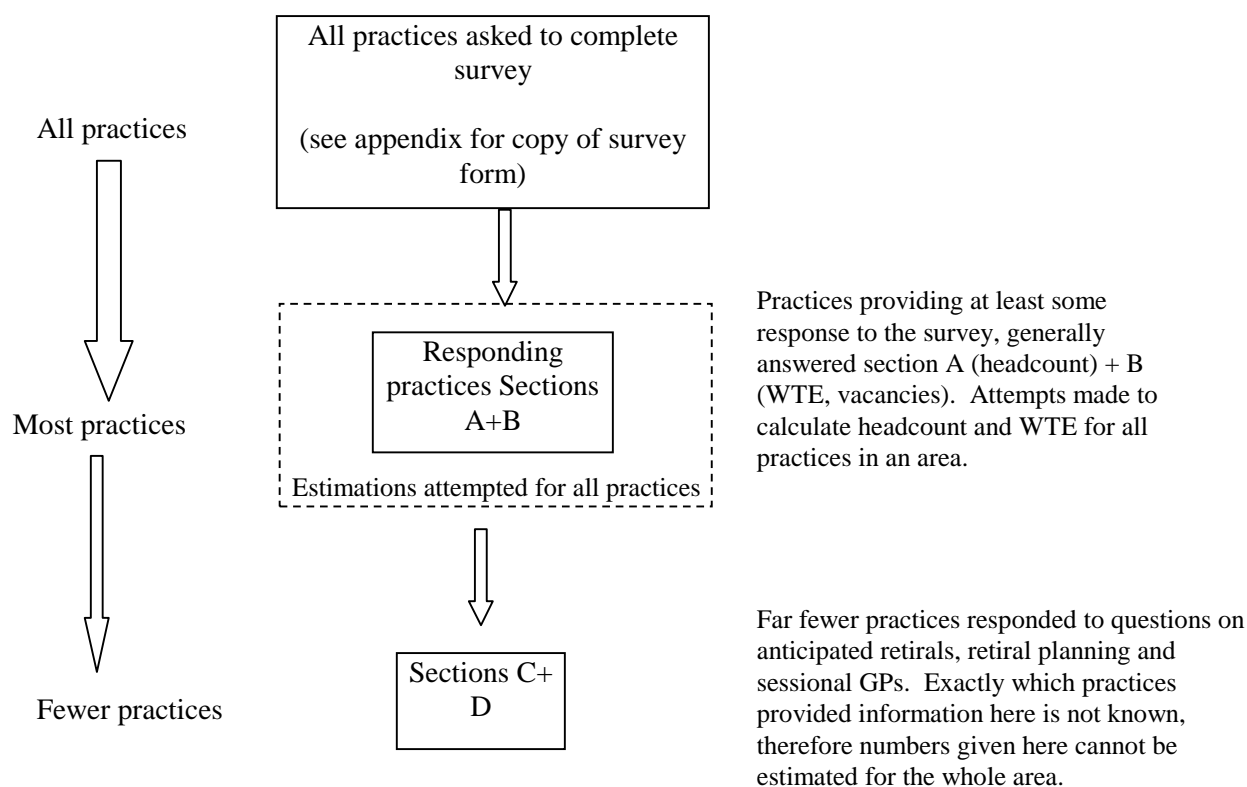 All practices asked to complete
survey
(see appendix for copy of survey
form)
All practices
Responding
practices Sections
A+B
Estimations attempted for all practices
Most practices
Practices providing at least some
response to the survey, generally
answered section A (headcount) + B
(WTE, vacancies).  Attempts made to
calculate headcount and WTE for all
practices in an area.
Sections C+
D
Fewer practices
Far fewer practices responded to questions on
anticipated retirals, retiral planning and
sessional GPs.  Exactly which practices
provided information here is not known,
therefore numbers given here cannot be
estimated for the whole area.